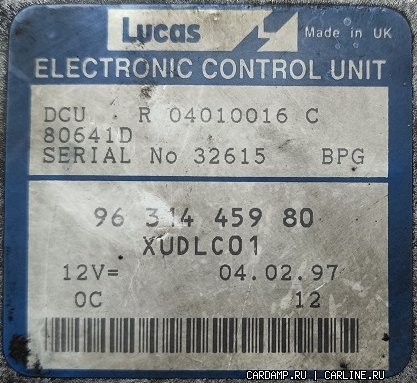 Lucas Made in UK
ELECTRONIC CONTROL UNIT
DCU R 04010016 C
80641D
SERIAL No 32615 BPG
96 314 459 80
XUDLC01
12V= 04.02.97
0C 12
CARDAMP.RU | CARLINE.RU